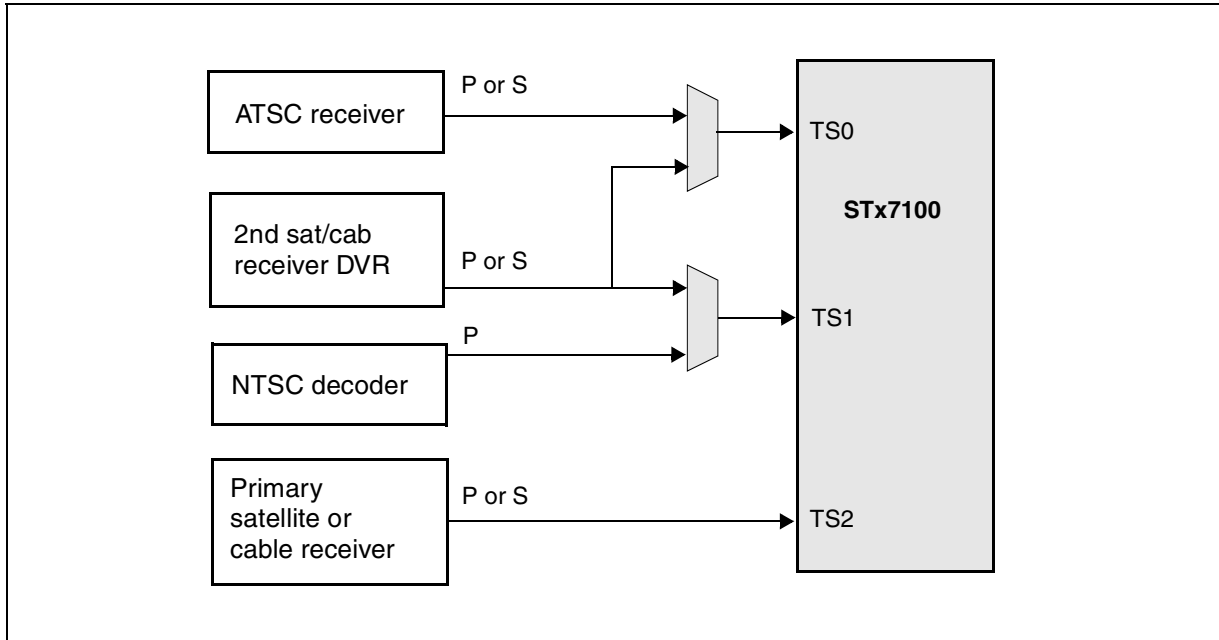 ATSC receiver
P or S
TS0
STx7100
2nd sat/cab
receiver DVR
P or S
TS1
P
NTSC decoder
Primary
satellite or
cable receiver
P or S
TS2